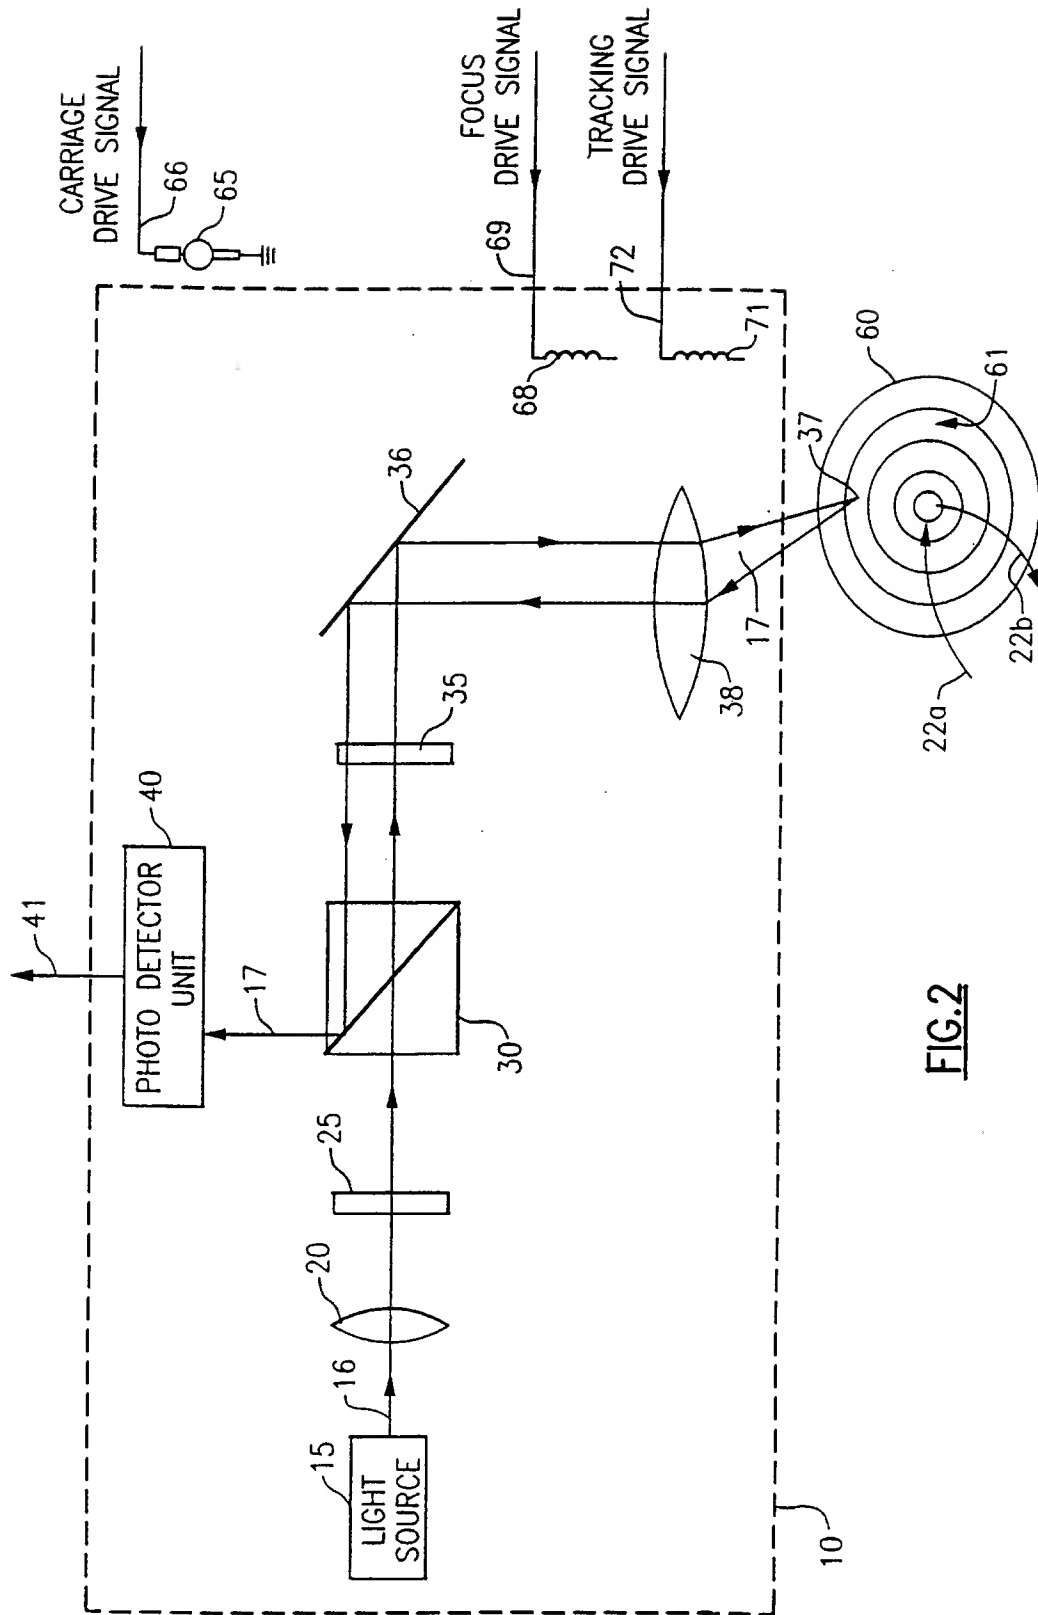 CARRIAGE
DRIVE SIGNAL
66
65
FOCUS
DRIVE SIGNAL
69
68
TRACKING
DRIVE SIGNAL
72
71
36
60
61
37
17
38
22b
22a
35
40
PHOTO DETECTOR
UNIT
41
17
30
25
20
16
15
LIGHT
SOURCE
10
FIG.2